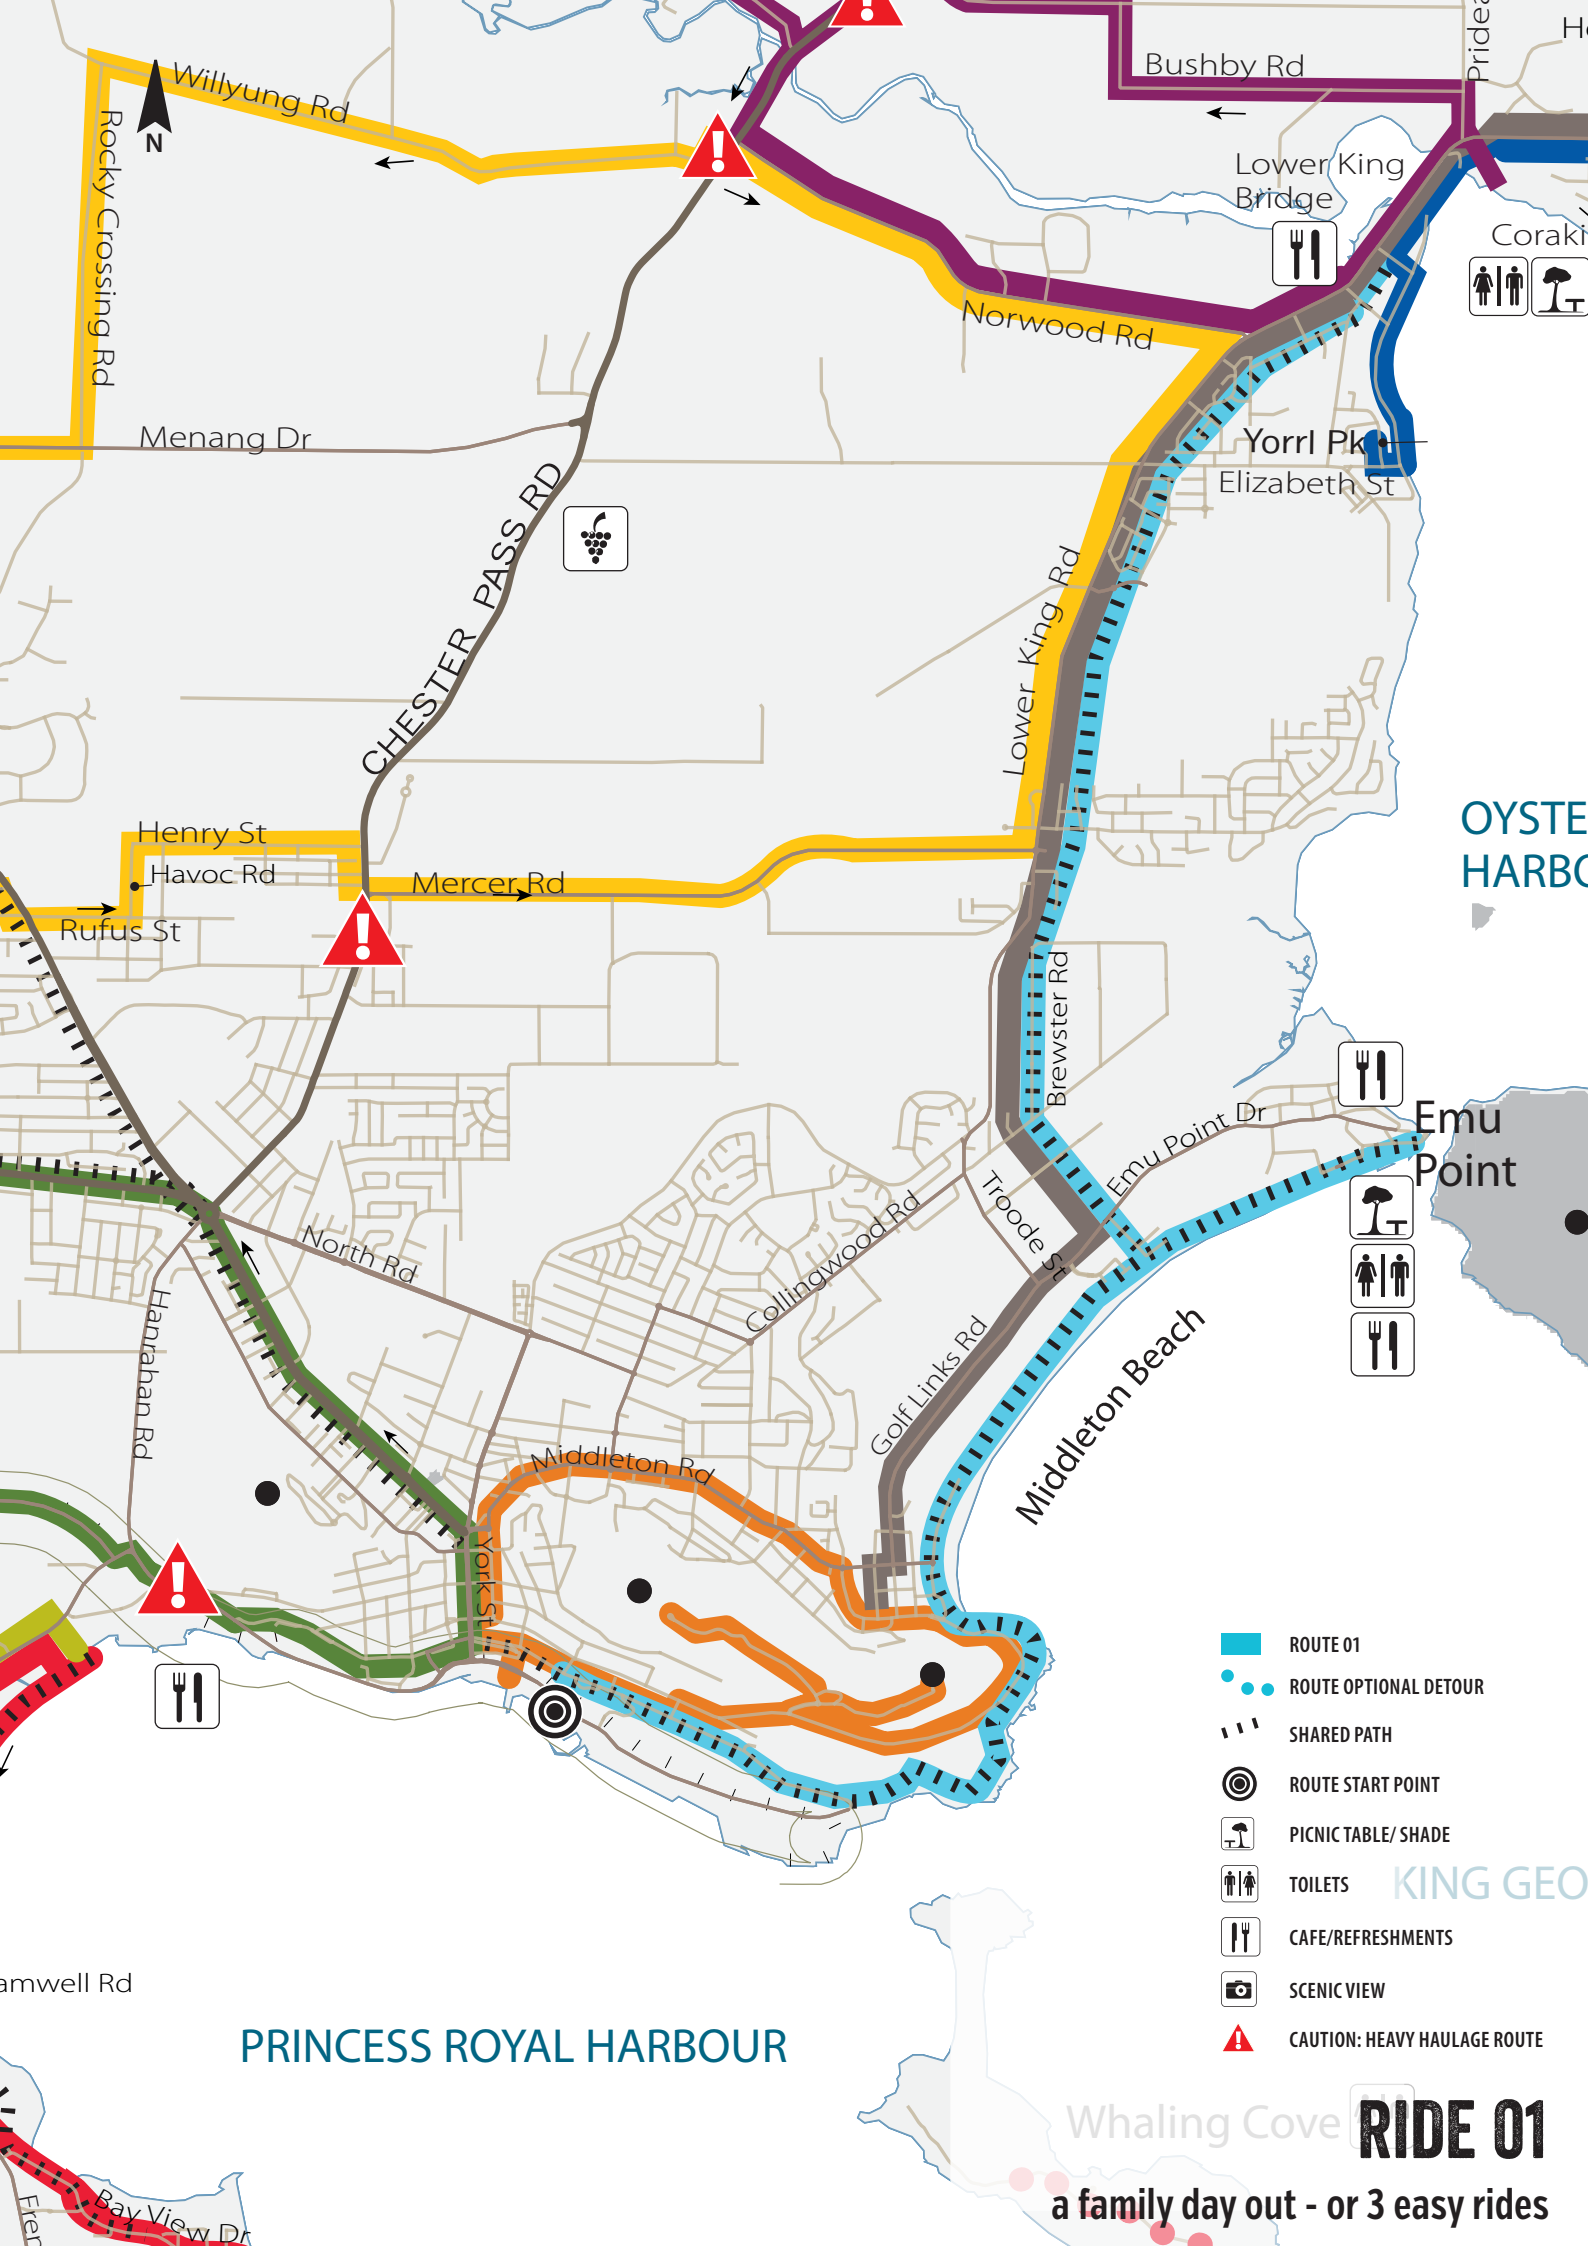 Bushby Rd
Willyung Rd
N
Rocky Crossing Rd
Lower King
Bridge
Norwood Rd
Menang Dr
Yorrl Pk
Elizabeth St
CHESTER PASS RD
Lower King Rd
Henry St
Havoc Rd
Mercer Rd
Rufus St
Brewster Rd
Emu Point Dr
Emu
Point
Troode St
Collingwood Rd
North Rd
Hanrahan Rd
Golf Links Rd
Middleton Beach
Middleton Rd
York St
ROUTE 01
ROUTE OPTIONAL DETOUR
SHARED PATH
ROUTE START POINT
PICNIC TABLE/ SHADE
TOILETS
KING GEO
CAFE/REFRESHMENTS
SCENIC VIEW
CAUTION: HEAVY HAULAGE ROUTE
amwell Rd
PRINCESS ROYAL HARBOUR
Whaling Cove
RIDE 01
a family day out - or 3 easy rides
Bay View Dr